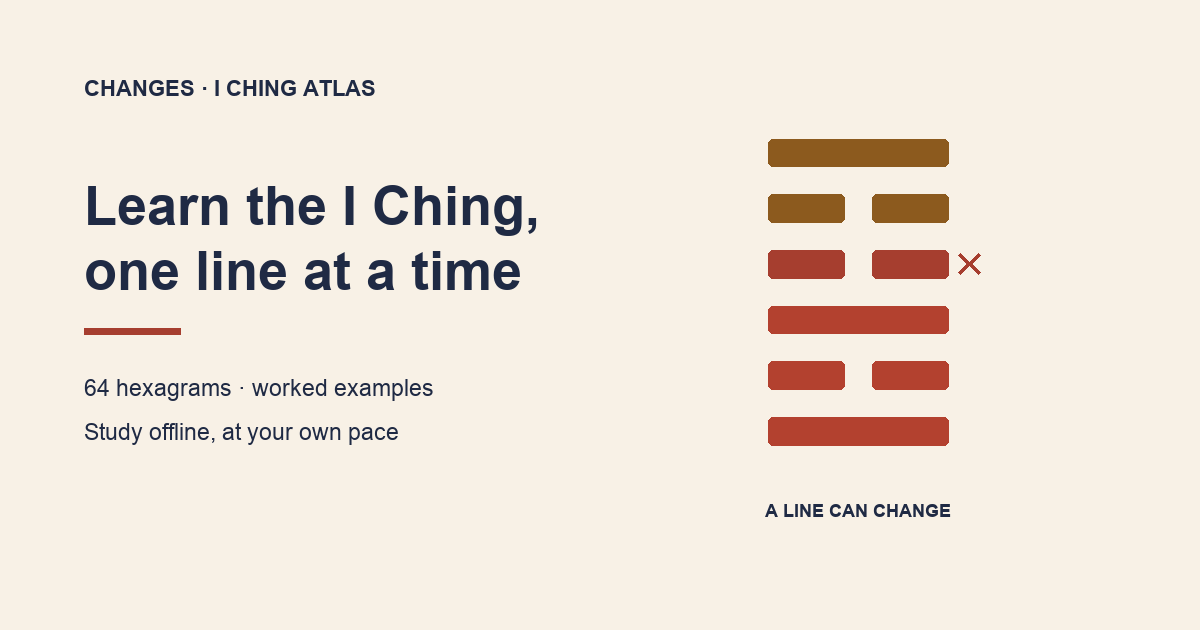 CHANGES · I CHING ATLAS
Learn the I Ching,
one line at a time
64 hexagrams · worked examples
Study offline, at your own pace
A LINE CAN CHANGE